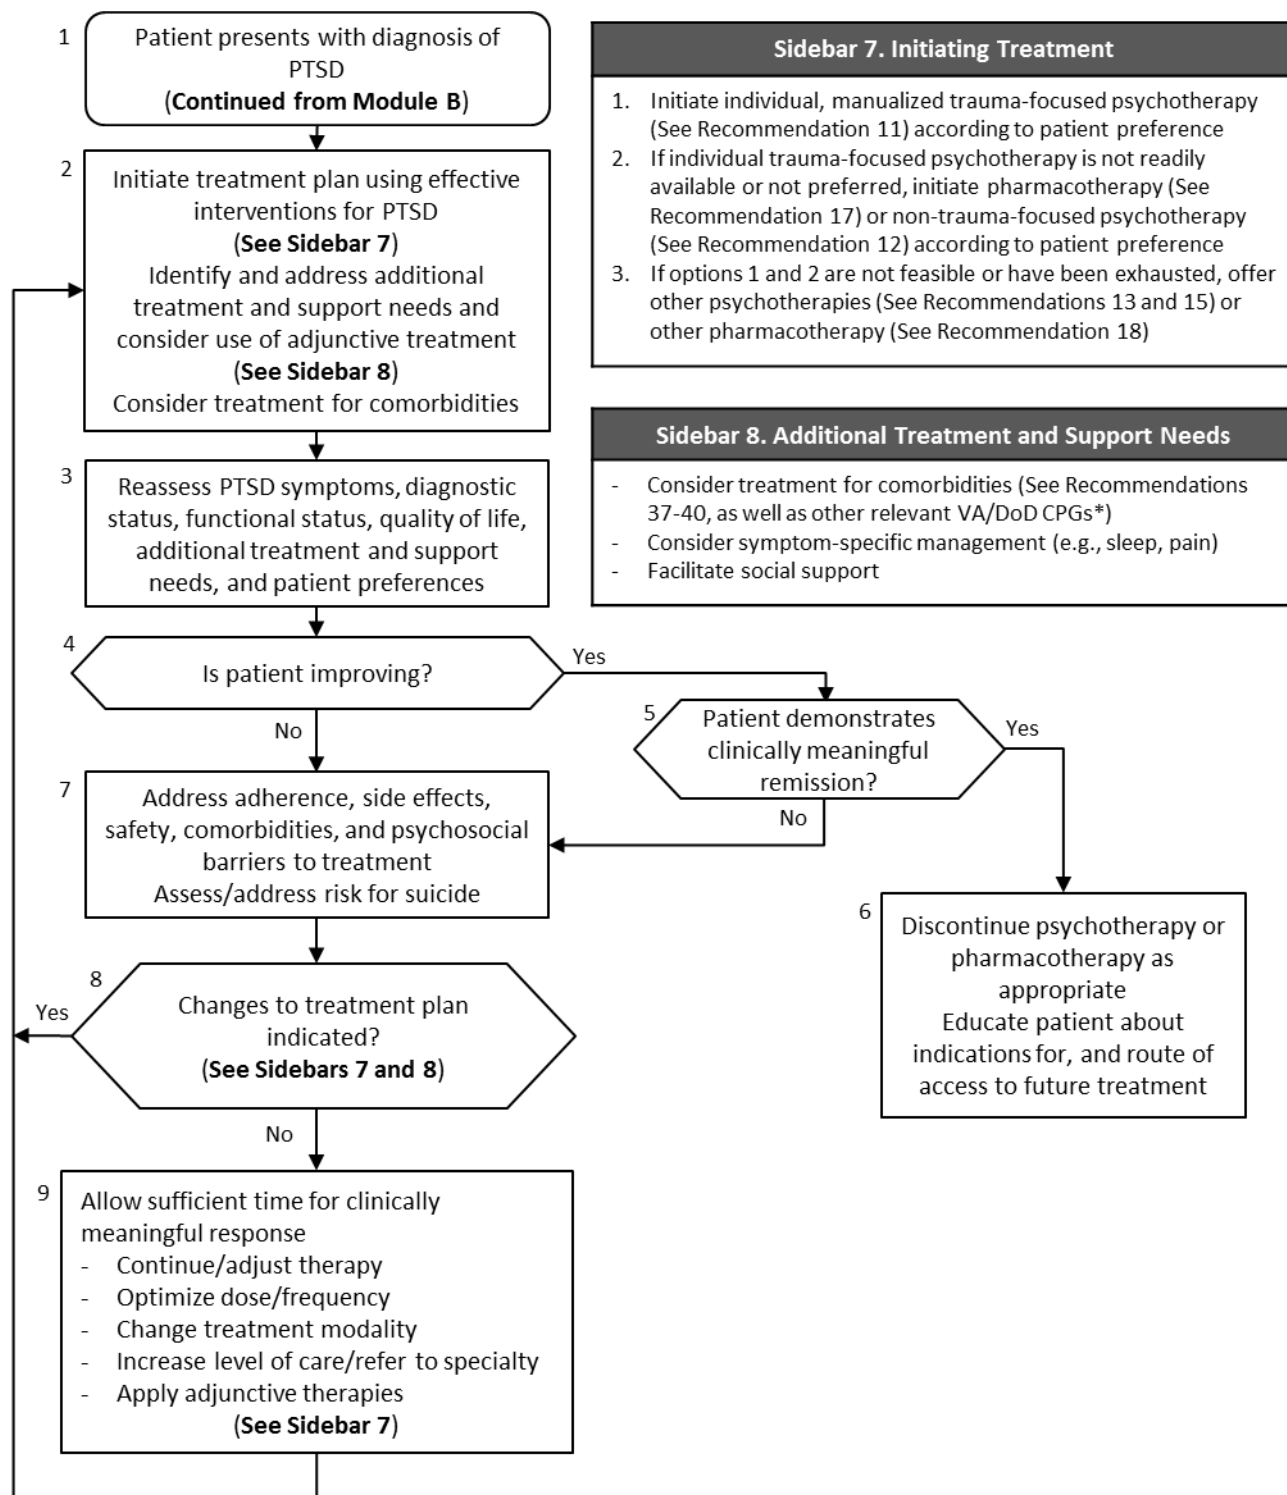 1
Patient presents with diagnosis of
PTSD
(Continued from Module B)
2
Initiate treatment plan using effective
interventions for PTSD
(See Sidebar 7)
Identify and address additional
treatment and support needs and
consider use of adjunctive treatment
(See Sidebar 8)
Consider treatment for comorbidities
Sidebar 7. Initiating Treatment
1. Initiate individual, manualized trauma-focused psychotherapy
(See Recommendation 11) according to patient preference
2. If individual trauma-focused psychotherapy is not readily
available or not preferred, initiate pharmacotherapy (See
Recommendation 17) or non-trauma-focused psychotherapy
(See Recommendation 12) according to patient preference
3. If options 1 and 2 are not feasible or have been exhausted, offer
other psychotherapies (See Recommendations 13 and 15) or
other pharmacotherapy (See Recommendation 18)
Sidebar 8. Additional Treatment and Support Needs
- Consider treatment for comorbidities (See Recommendations
37-40, as well as other relevant VA/DoD CPGs*)
- Consider symptom-specific management (e.g., sleep, pain)
- Facilitate social support
3
Reassess PTSD symptoms, diagnostic
status, functional status, quality of life,
additional treatment and support
needs, and patient preferences
4
Is patient improving?
Yes
No
5
Patient demonstrates
clinically meaningful
remission?
Yes
No
6
Discontinue psychotherapy or
pharmacotherapy as
appropriate
Educate patient about
indications for, and route of
access to future treatment
7
Address adherence, side effects,
safety, comorbidities, and psychosocial
barriers to treatment
Assess/address risk for suicide
8
Changes to treatment plan
indicated?
(See Sidebars 7 and 8)
Yes
No
9
Allow sufficient time for clinically
meaningful response
- Continue/adjust therapy
- Optimize dose/frequency
- Change treatment modality
- Increase level of care/refer to specialty
- Apply adjunctive therapies
(See Sidebar 7)